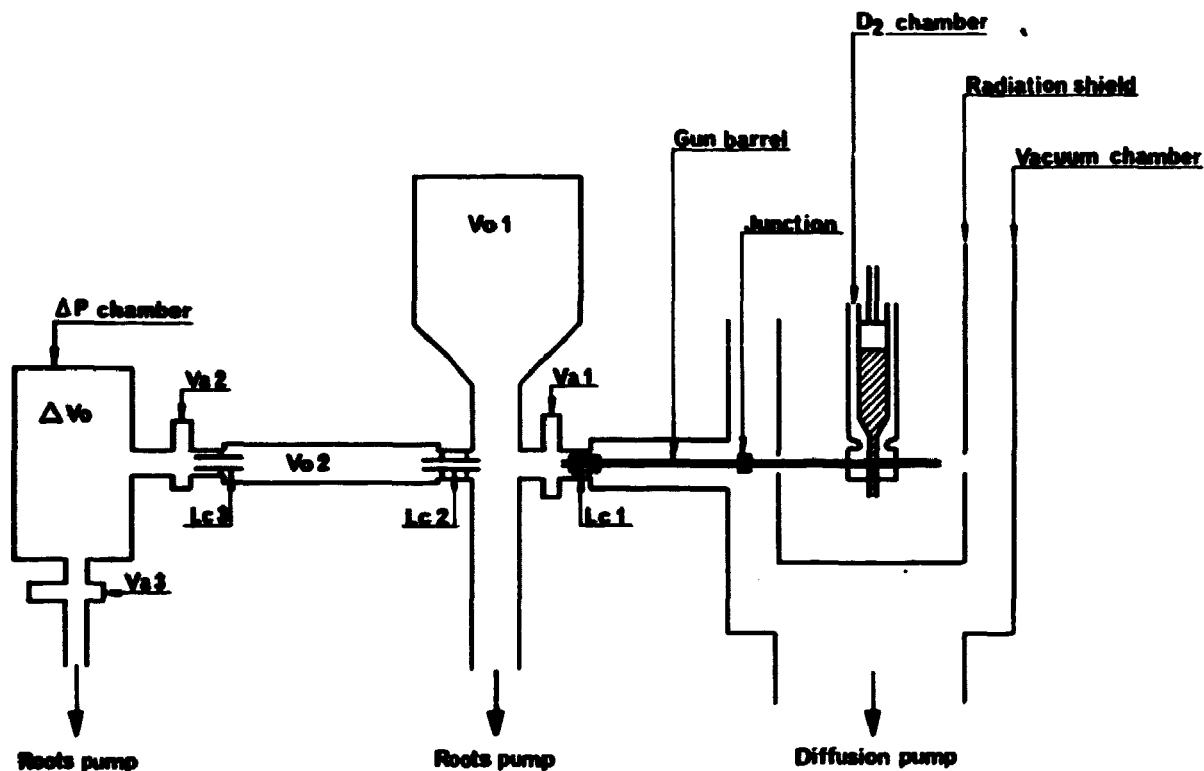 D2 chamber
Radiation shield
Gun barrel
Vacuum chamber
Vo 1
Junction
ΔP chamber
Va 2
Va 1
Δ Vo
Vo 2
Lc 3
Lc 2
Lc 1
Va 3
Roots pump
Roots pump
Diffusion pump